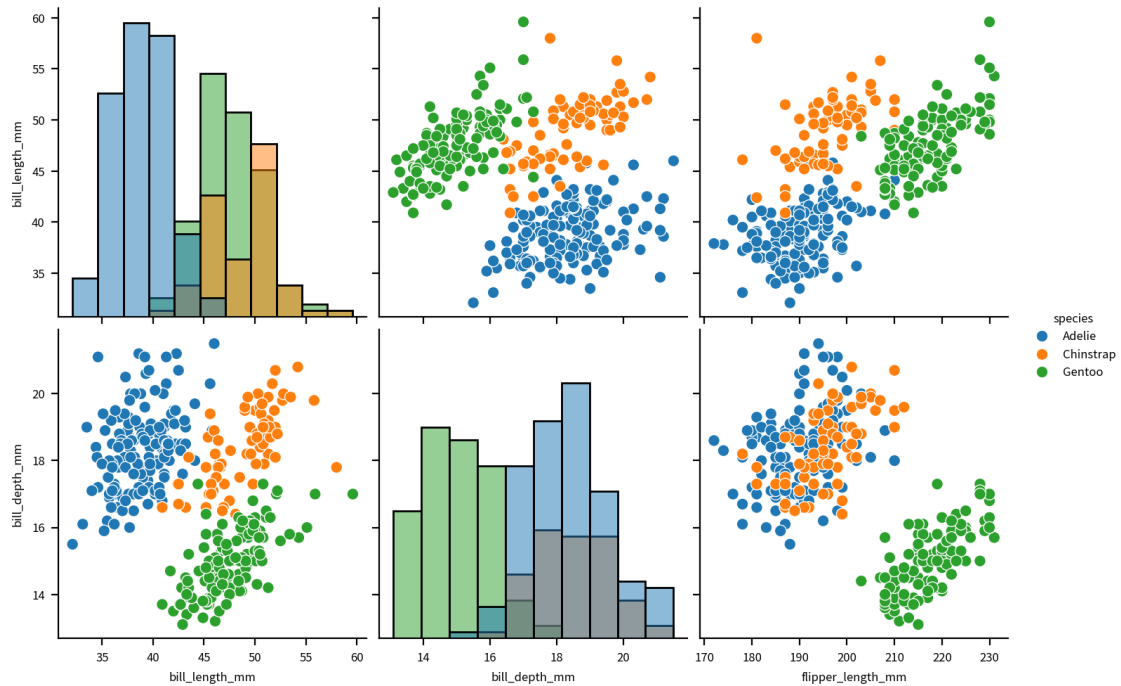 60
55
50
45
40
35
bill_length_mm
20
18
16
14
bill_depth_mm
35 40 45 50 55 60
bill_length_mm
14 16 18 20
bill_depth_mm
170 180 190 200 210 220 230
flipper_length_mm
species
Adelie
Chinstrap
Gentoo